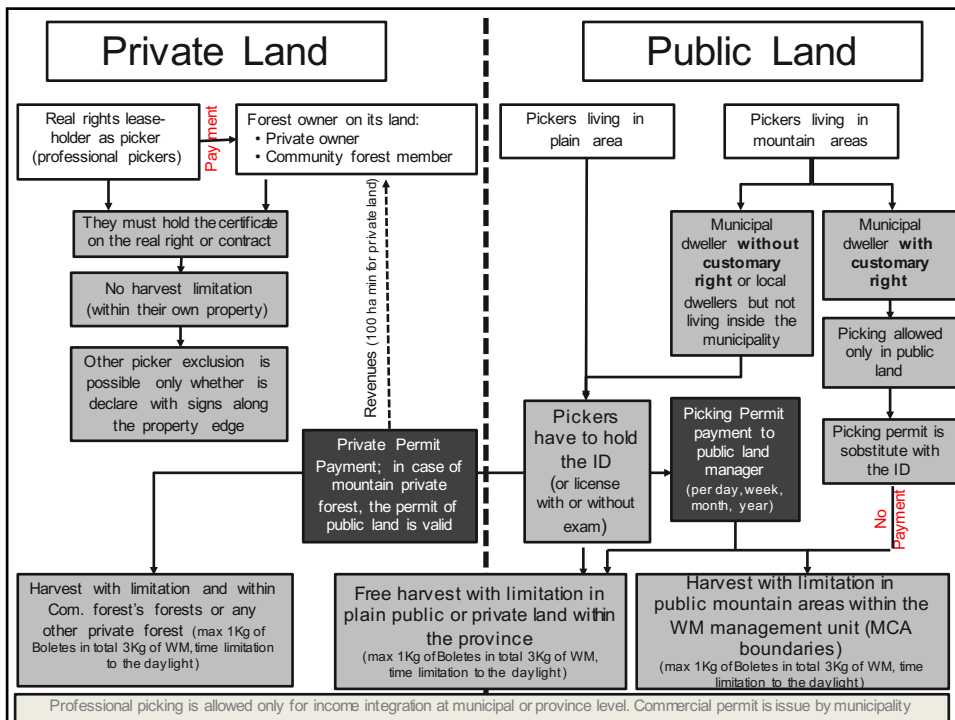 Private Land
Public Land
Real rights lease-
holder as picker
(professional pickers)
Payment
Forest owner on its land:
• Private owner
• Community forest member
Pickers living in
plain area
Pickers living in
mountain areas
They must hold the certificate
on the real right or contract
No harvest limitation
(within their own property)
Other picker exclusion is
possible only whether is
declare with signs along
the property edge
Revenues (100 ha min for private land)
Municipal
dweller without
customary
right or local
dwellers but not
living inside the
municipality
Municipal
dweller with
customary
right
Picking allowed
only in public
land
Picking permit is
sobstitute with
the ID
No
Payment
Private Permit
Payment; in case of
mountain private
forest, the permit of
public land is valid
Pickers
have to hold
the ID
(or license
with or without
exam)
Picking Permit
payment to
public land
manager
(per day, week,
month, year)
Harvest with limitation and within
Com. forest's forests or any
other private forest (max 1Kg of
Boletes in total 3Kg of WM, time limitation
to the daylight)
Free harvest with limitation in
plain public or private land within
the province
(max 1Kg of Boletes in total 3Kg of WM,
time limitation to the daylight)
Harvest with limitation in
public mountain areas within the
WM management unit (MCA
boundaries)
(max 1Kg of Boletes in total 3Kg of WM, time
limitation to the daylight)
Professional picking is allowed only for income integration at municipal or province level. Commercial permit is issue by municipality